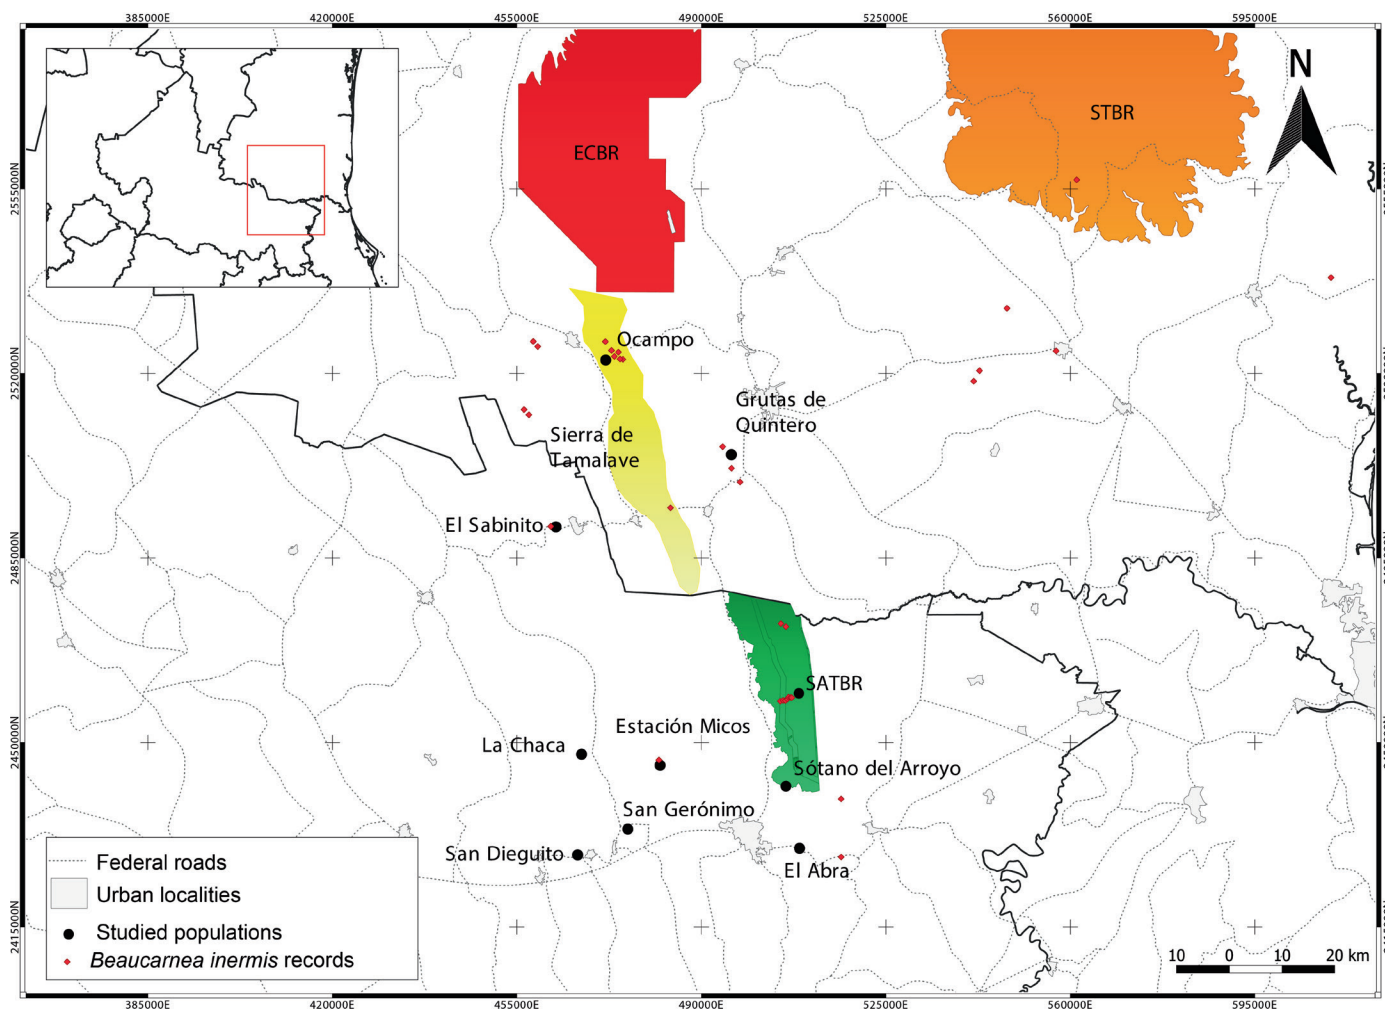 385000E 420000E 455000E 490000E 525000E 560000E 595000E
N
STBR
ECBR
2555000N
Ocampo
2520000N
Grutas de
Quintero
Sierra de
Tamalave
El Sabinito
2485000N
SATBR
Estación Micos
La Chaca
2450000N
Sótano del Arroyo
San Gerónimo
San Dieguito
El Abra
Federal roads
Urban localities
Studied populations
Beaucarnea inermis records
2415000N
10 0 10 20 km
385000E 420000E 455000E 490000E 525000E 560000E 595000E